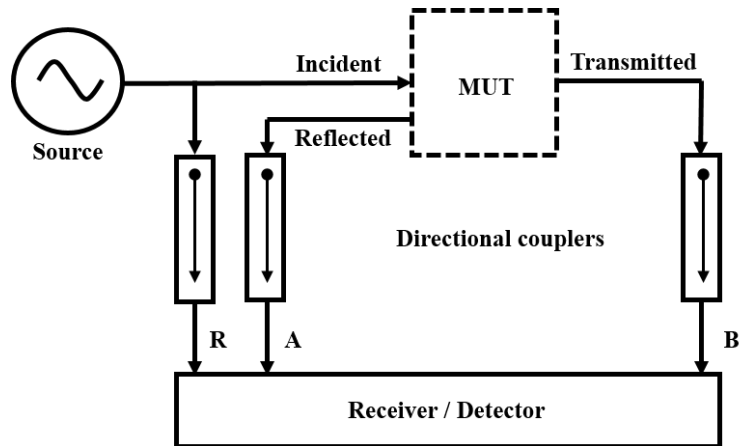 Incident
MUT
Transmitted
Reflected
Source
Directional couplers
R
A
B
Receiver / Detector